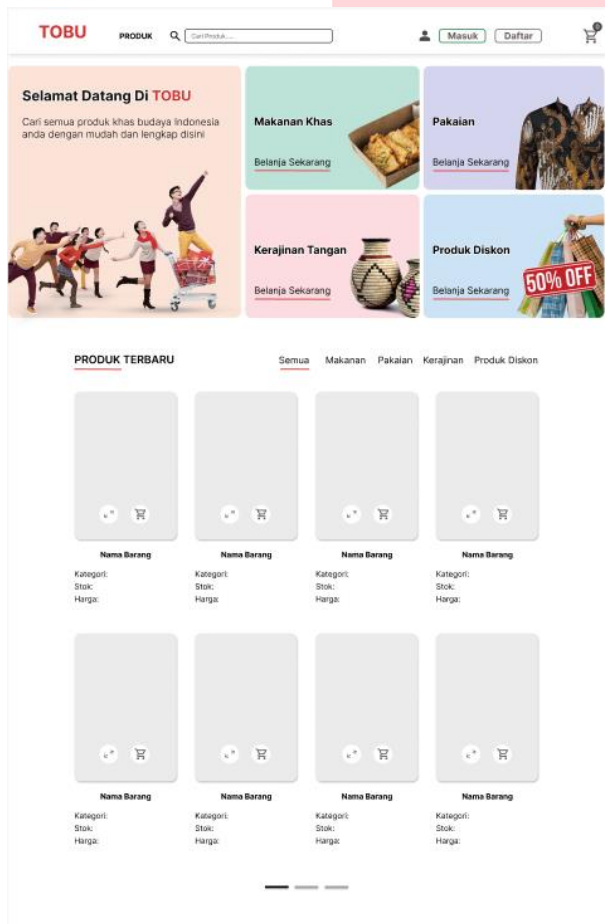 TOBU
PRODUK
Cari Produk.....
Masuk
Daftar
0
Selamat Datang Di TOBU
Cari semua produk khas budaya Indonesia
anda dengan mudah dan lengkap disini
Makanan Khas
Belanja Sekarang
Pakaian
Belanja Sekarang
Kerajinan Tangan
Belanja Sekarang
Produk Diskon
Belanja Sekarang
50% OFF
PRODUK TERBARU
Semua Makanan Pakaian Kerajinan Produk Diskon
Nama Barang
Kategori:
Stok:
Harga:
Nama Barang
Kategori:
Stok:
Harga:
Nama Barang
Kategori:
Stok:
Harga:
Nama Barang
Kategori:
Stok:
Harga:
Nama Barang
Kategori:
Stok:
Harga:
Nama Barang
Kategori:
Stok:
Harga:
Nama Barang
Kategori:
Stok:
Harga:
Nama Barang
Kategori:
Stok:
Harga: